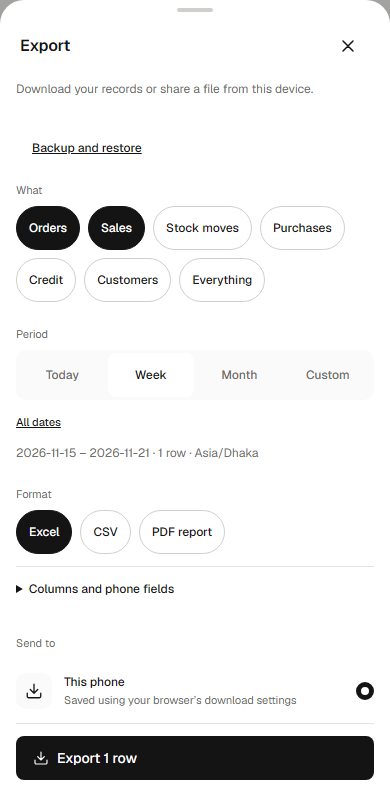 Export
Download your records or share a file from this device.
Backup and restore
What
Orders Sales Stock moves Purchases
Credit Customers Everything
Period
Today Week Month Custom
All dates
2026-11-15 – 2026-11-21 · 1 row · Asia/Dhaka
Format
Excel CSV PDF report
Columns and phone fields
Send to
This phone
Saved using your browser's download settings
Export 1 row